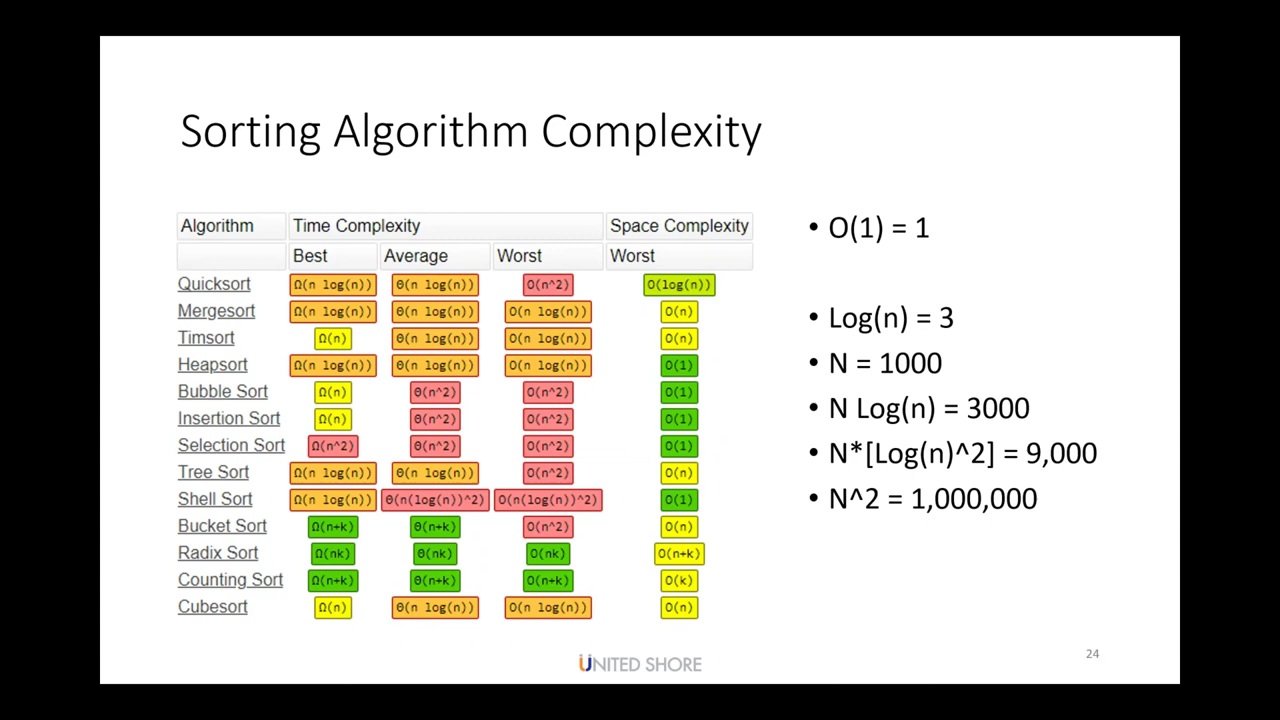 Sorting Algorithm Complexity
Algorithm Time Complexity Space Complexity
Best Average Worst Worst
Quicksort Ω(n log(n)) Θ(n log(n)) O(n^2) O(log(n))
Mergesort Ω(n log(n)) Θ(n log(n)) O(n log(n)) O(n)
Timsort Ω(n) Θ(n log(n)) O(n log(n)) O(n)
Heapsort Ω(n log(n)) Θ(n log(n)) O(n log(n)) O(1)
Bubble Sort Ω(n) Θ(n^2) O(n^2) O(1)
Insertion Sort Ω(n) Θ(n^2) O(n^2) O(1)
Selection Sort Ω(n^2) Θ(n^2) O(n^2) O(1)
Tree Sort Ω(n log(n)) Θ(n log(n)) O(n^2) O(n)
Shell Sort Ω(n log(n)) Θ(n(log(n))^2) O(n(log(n))^2) O(1)
Bucket Sort Ω(n+k) Θ(n+k) O(n^2) O(n)
Radix Sort Ω(nk) Θ(nk) O(nk) O(n+k)
Counting Sort Ω(n+k) Θ(n+k) O(n+k) O(k)
Cubesort Ω(n) Θ(n log(n)) O(n log(n)) O(n)
• O(1) = 1
• Log(n) = 3
• N = 1000
• N Log(n) = 3000
• N*[Log(n)^2] = 9,000
• N^2 = 1,000,000
UNITED SHORE
24